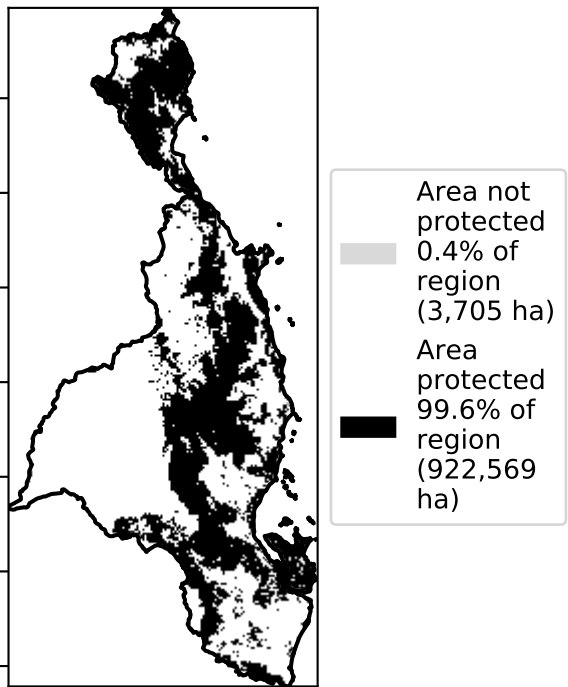 Area not
protected
0.4% of
region
(3,705 ha)
Area
protected
99.6% of
region
(922,569
ha)